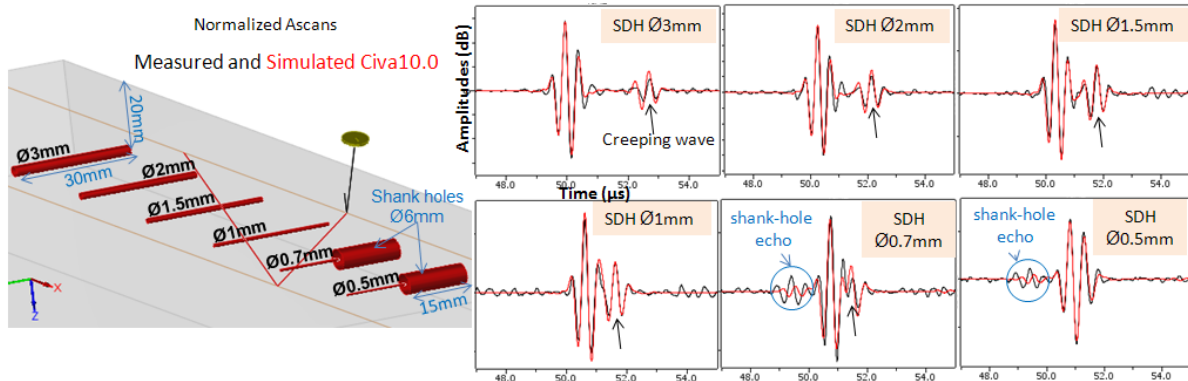 Normalized Ascans
Measured and Simulated Civa10.0
20mm
Ø3mm
30mm
Ø2mm
Ø1.5mm
Ø1mm
Ø0.7mm
Ø0.5mm
Shank holes
Ø6mm
15mm
X
Z
Amplitudes (dB)
SDH Ø3mm
Creeping wave
48.0 50.0 52.0 54.0
SDH Ø2mm
48.0 50.0 52.0 54.0
SDH Ø1.5mm
48.0 50.0 52.0 54.0
Time (µs)
SDH Ø1mm
48.0 50.0 52.0 54.0
shank-hole
echo
SDH
Ø0.7mm
48.0 50.0 52.0 54.0
shank-hole
echo
SDH
Ø0.5mm
48.0 50.0 52.0 54.0